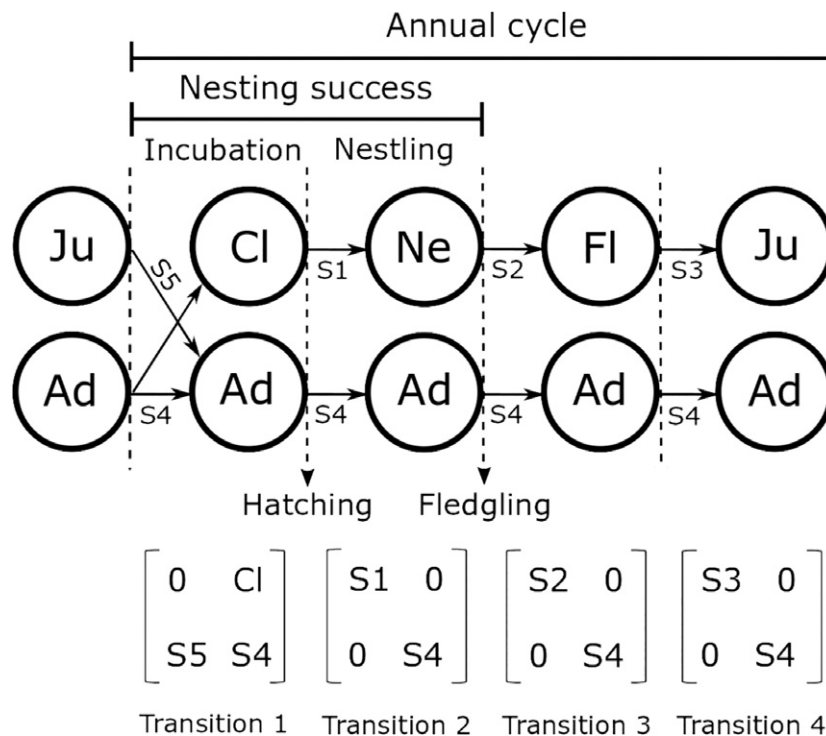 Annual cycle
Nesting success
Incubation Nestling
Ju Cl Ne Fl Ju
S5 S1 S2 S3
Ad Ad Ad Ad Ad
S4 S4 S4 S4
Hatching Fledgling
0 Cl S1 0 S2 0 S3 0
S5 S4 0 S4 0 S4 0 S4
Transition 1 Transition 2 Transition 3 Transition 4